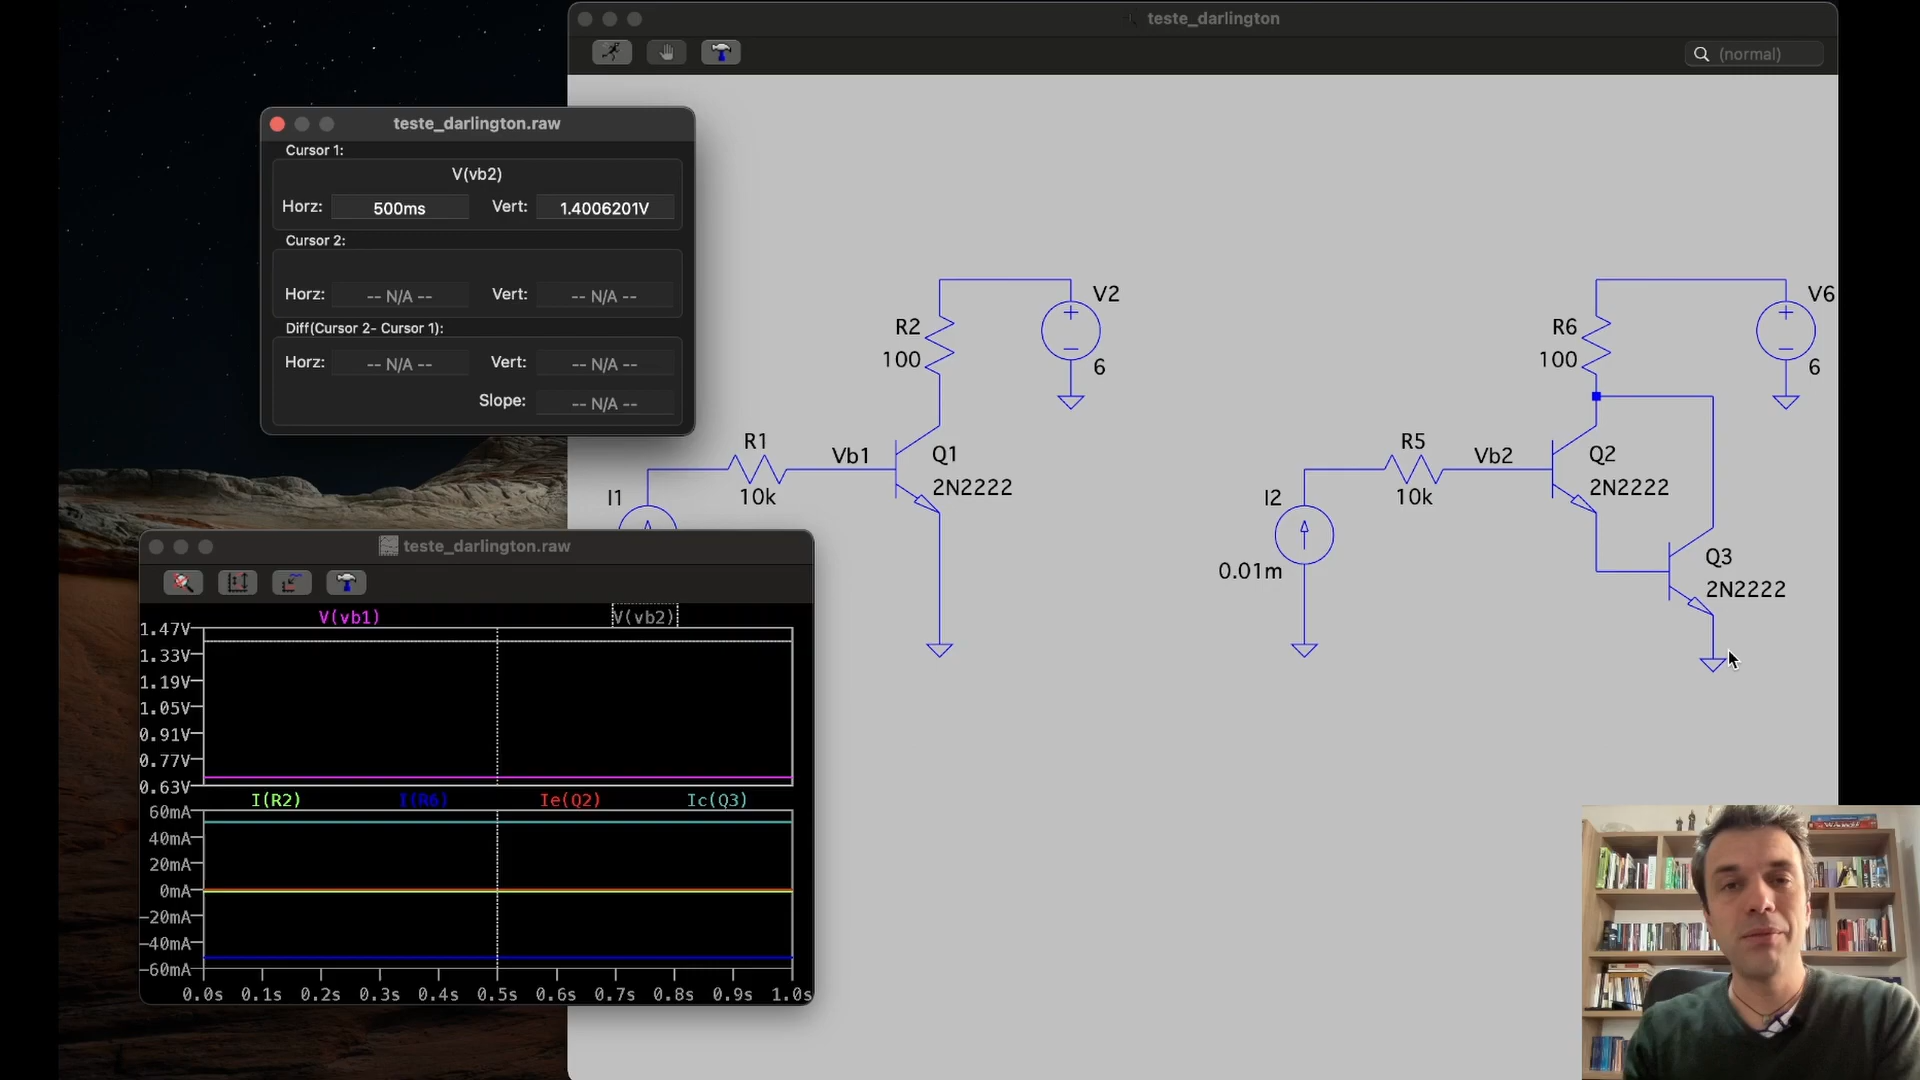 teste_darlington
(normal)
teste_darlington.raw
Cursor 1:
V(vb2)
Horz: 500ms Vert: 1.4006201V
Cursor 2:
Horz: -- N/A -- Vert: -- N/A --
Diff(Cursor 2- Cursor 1):
Horz: -- N/A -- Vert: -- N/A --
Slope: -- N/A --
V2
6
R2
100
R1
10k
Vb1
Q1
2N2222
I1
V6
6
R6
100
R5
10k
Vb2
Q2
2N2222
I2
0.01m
Q3
2N2222
teste_darlington.raw
V(vb1) V(vb2)
1.47V
1.33V
1.19V
1.05V
0.91V
0.77V
0.63V
I(R2) I(R6) Ie(Q2) Ic(Q3)
60mA
40mA
20mA
0mA
-20mA
-40mA
-60mA
0.0s 0.1s 0.2s 0.3s 0.4s 0.5s 0.6s 0.7s 0.8s 0.9s 1.0s